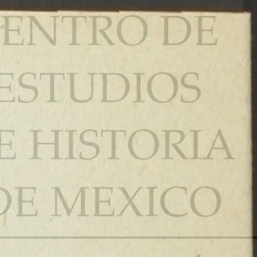 ENTRO DE
ESTUDIOS
E HISTORIA
DE MEXICO